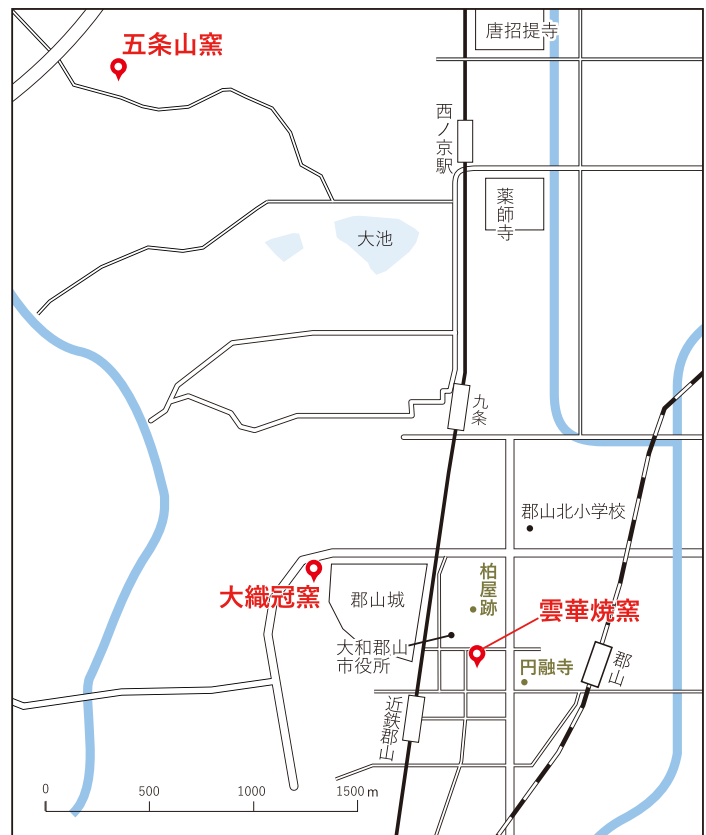 五条山窯
唐招提寺
西ノ京駅
薬師寺
大池
九条
郡山北小学校
柏屋跡
大織冠窯
郡山城
雲華焼窯
大和郡山
市役所
円融寺
郡山
近鉄郡山
0 500 1000 1500 m